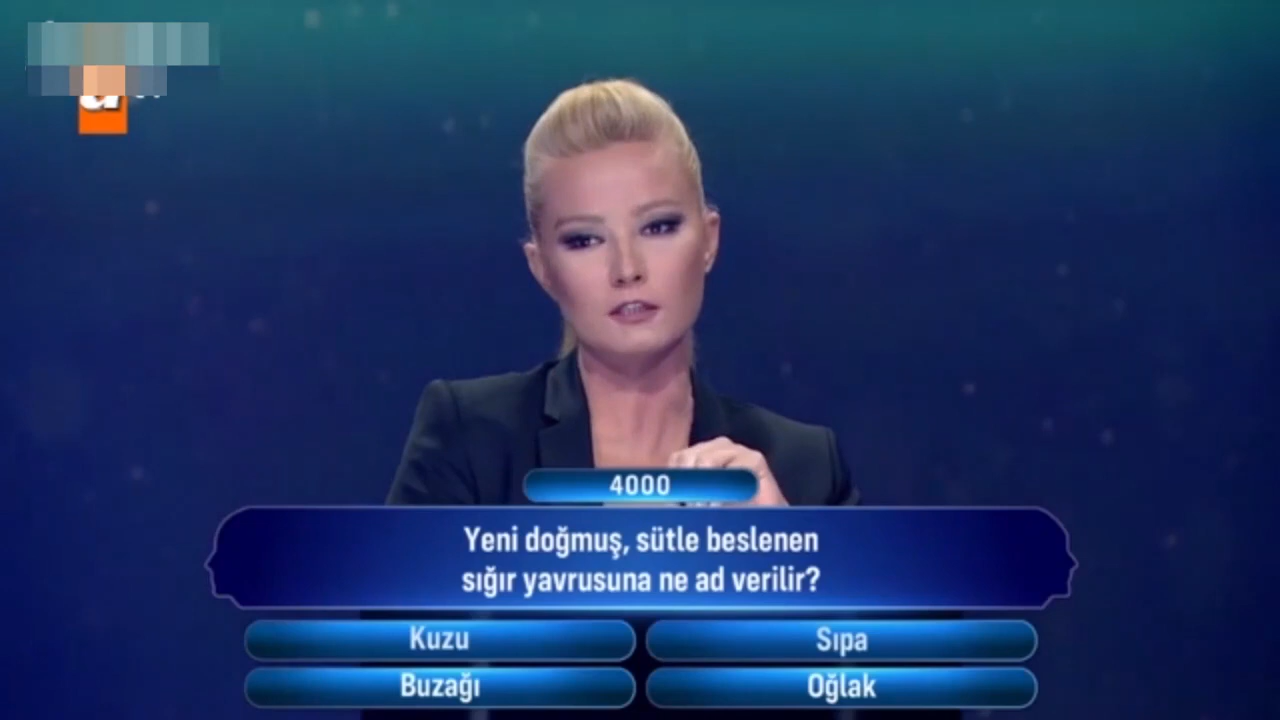 4000
Yeni doğmuş, sütle beslenen
sığır yavrusuna ne ad verilir?
Kuzu
Sıpa
Buzağı
Oğlak